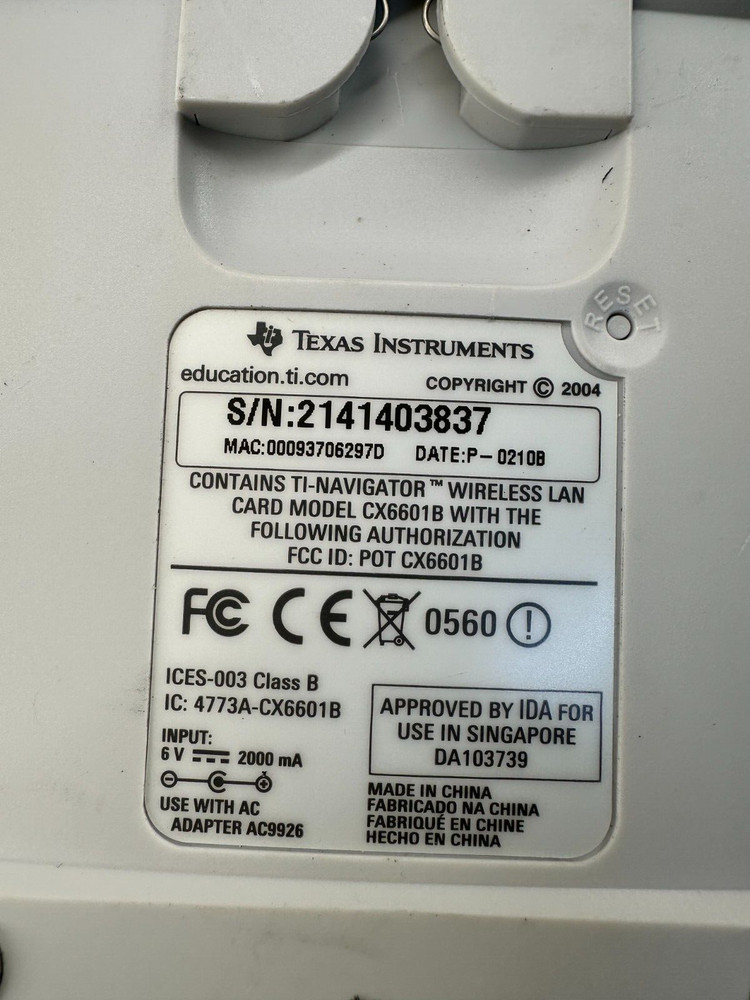 RESET
TEXAS INSTRUMENTS
education.ti.com
COPYRIGHT © 2004
S/N:2141403837
MAC:00093706297D DATE:P-0210B
CONTAINS TI-NAVIGATOR™ WIRELESS LAN
CARD MODEL CX6601B WITH THE
FOLLOWING AUTHORIZATION
FCC ID: POT CX6601B
FC CE 0560
ICES-003 Class B
IC: 4773A-CX6601B
INPUT:
6 V 2000 mA
USE WITH AC
ADAPTER AC9926
APPROVED BY IDA FOR
USE IN SINGAPORE
DA103739
MADE IN CHINA
FABRICADO NA CHINA
FABRIQUÉ EN CHINE
HECHO EN CHINA